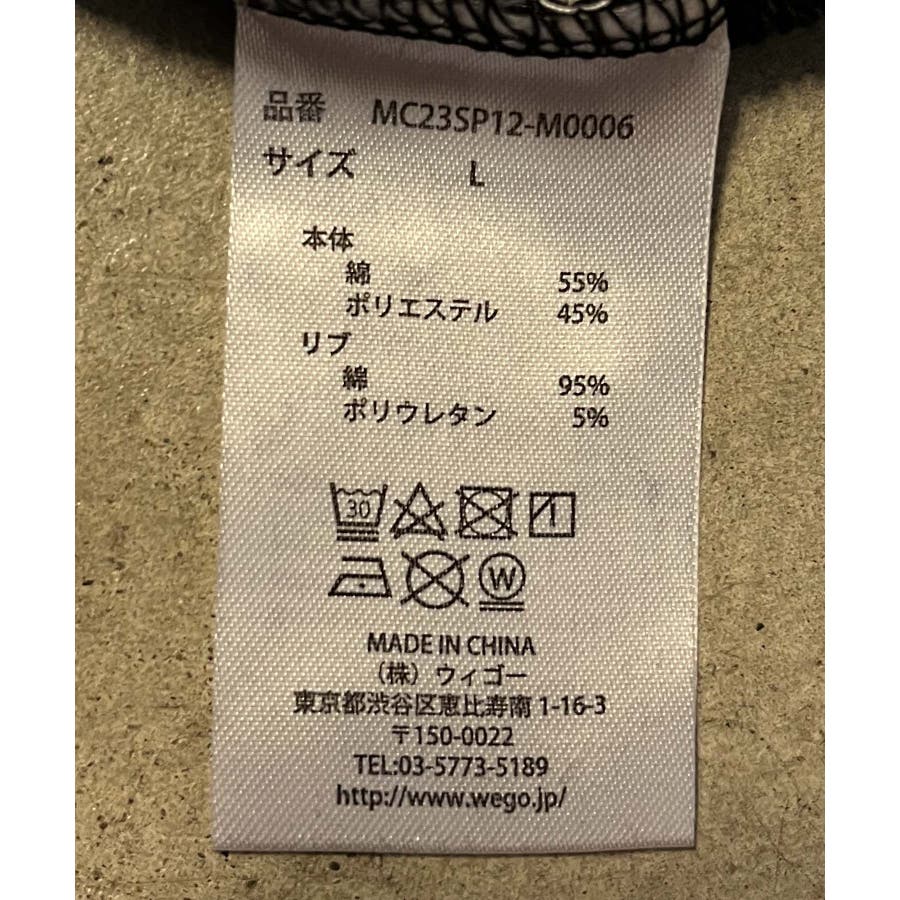 品番 MC23SP12-M0006
サイズ L
本体
綿 55%
ポリエステル 45%
リブ
綿 95%
ポリウレタン 5%
30
W
MADE IN CHINA
（株）ウィゴー
東京都渋谷区恵比寿南 1-16-3
〒150-0022
TEL:03-5773-5189
http://www.wego.jp/